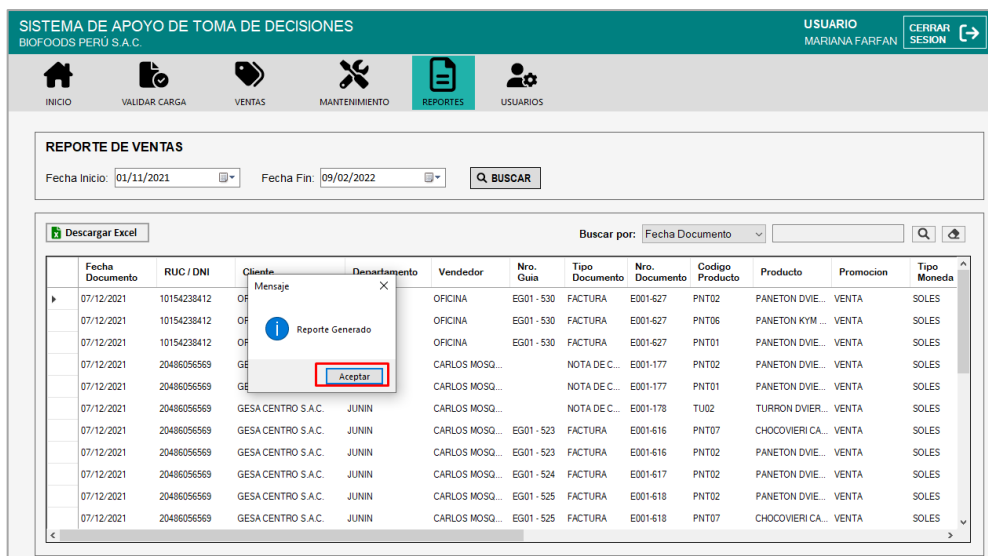 SISTEMA DE APOYO DE TOMA DE DECISIONES
BIOFOODS PERÚ S.A.C.
USUARIO
MARIANA FARFAN
CERRAR
SESION
INICIO VALIDAR CARGA VENTAS MANTENIMIENTO REPORTES USUARIOS
REPORTE DE VENTAS
Fecha Inicio: 01/11/2021 Fecha Fin: 09/02/2022 BUSCAR
Descargar Excel Buscar por: Fecha Documento
Fecha Documento RUC / DNI Cliente Departamento Vendedor Nro. Guia Tipo Documento Nro. Documento Codigo Producto Producto Promocion Tipo Moneda
07/12/2021 10154238412 OFICINA EG01 - 530 FACTURA E001-627 PNT02 PANETON DVIE... VENTA SOLES
07/12/2021 10154238412 OFICINA EG01 - 530 FACTURA E001-627 PNT06 PANETON KYM ... VENTA SOLES
07/12/2021 10154238412 OFICINA EG01 - 530 FACTURA E001-627 PNT01 PANETON DVIE... VENTA SOLES
07/12/2021 20486056569 CARLOS MOSQ... NOTA DE C... E001-177 PNT02 PANETON DVIE... VENTA SOLES
07/12/2021 20486056569 CARLOS MOSQ... NOTA DE C... E001-177 PNT01 PANETON DVIE... VENTA SOLES
07/12/2021 20486056569 GESA CENTRO S.A.C. JUNIN CARLOS MOSQ... NOTA DE C... E001-178 TU02 TURRON DVIER... VENTA SOLES
07/12/2021 20486056569 GESA CENTRO S.A.C. JUNIN CARLOS MOSQ... EG01 - 523 FACTURA E001-616 PNT07 CHOCOVIERI CA... VENTA SOLES
07/12/2021 20486056569 GESA CENTRO S.A.C. JUNIN CARLOS MOSQ... EG01 - 523 FACTURA E001-616 PNT02 PANETON DVIE... VENTA SOLES
07/12/2021 20486056569 GESA CENTRO S.A.C. JUNIN CARLOS MOSQ... EG01 - 524 FACTURA E001-617 PNT02 PANETON DVIE... VENTA SOLES
07/12/2021 20486056569 GESA CENTRO S.A.C. JUNIN CARLOS MOSQ... EG01 - 525 FACTURA E001-618 PNT02 PANETON DVIE... VENTA SOLES
07/12/2021 20486056569 GESA CENTRO S.A.C. JUNIN CARLOS MOSQ... EG01 - 525 FACTURA E001-618 PNT07 CHOCOVIERI CA... VENTA SOLES
Mensaje
Reporte Generado
Aceptar